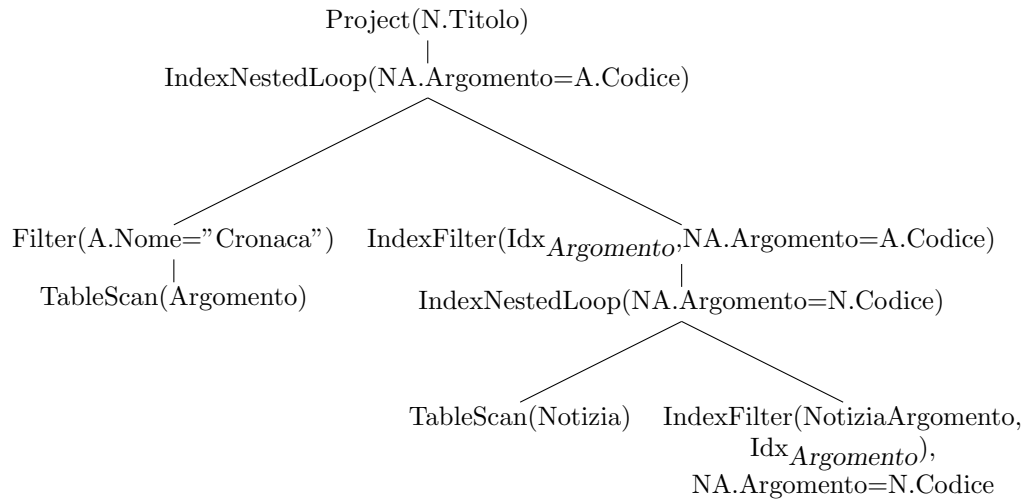 Project(N.Titolo)
IndexNestedLoop(NA.Argomento=A.Codice)
Filter(A.Nome=”Cronaca”)
IndexFilter(Idx_Argomento,NA.Argomento=A.Codice)
TableScan(Argomento)
IndexNestedLoop(NA.Argomento=N.Codice)
TableScan(Notizia)
IndexFilter(NotiziaArgomento,
Idx_Argomento),
NA.Argomento=N.Codice